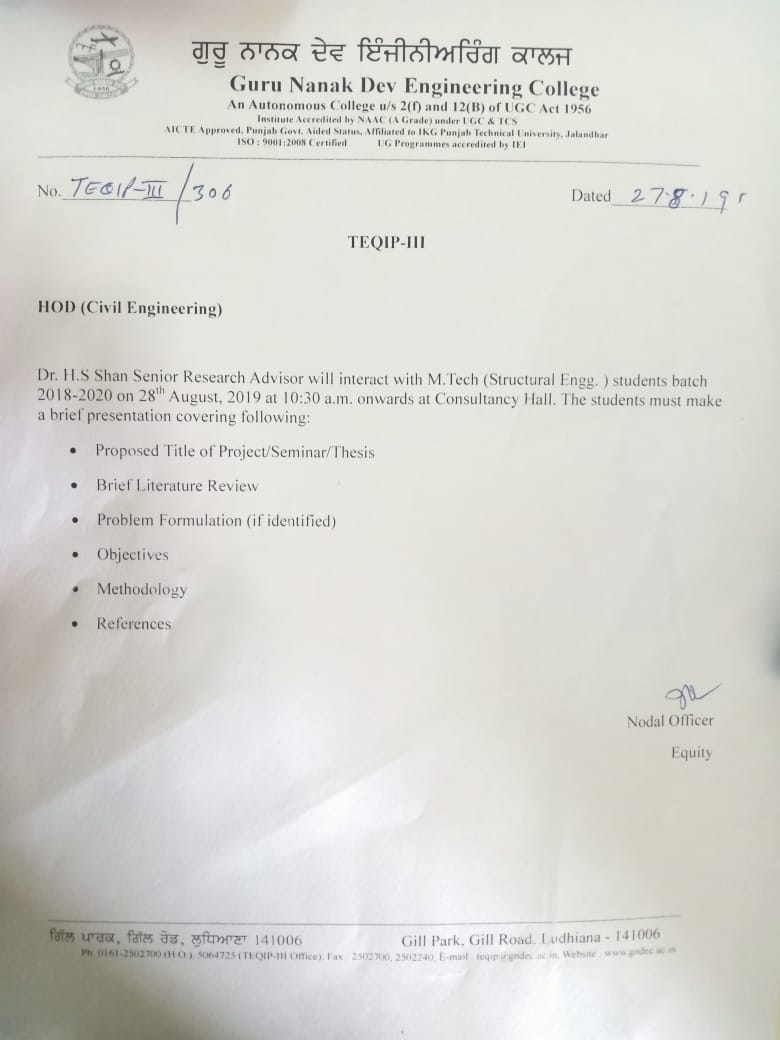 ਗੁਰੂ ਨਾਨਕ ਦੇਵ ਇੰਜੀਨੀਅਰਿੰਗ ਕਾਲਜ
Guru Nanak Dev Engineering College
An Autonomous College u/s 2(f) and 12(B) of UGC Act 1956
Institute Accredited by NAAC (A Grade) under UGC & TCS
AICTE Approved, Punjab Govt. Aided Status, Affiliated to IKG Punjab Technical University, Jalandhar
ISO : 9001:2008 Certified UG Programmes accredited by IEI
1956
No. TEQIP-III/306 Dated 27.8.19
TEQIP-III
HOD (Civil Engineering)
Dr. H.S Shan Senior Research Advisor will interact with M.Tech (Structural Engg. ) students batch
2018-2020 on 28th August, 2019 at 10:30 a.m. onwards at Consultancy Hall. The students must make
a brief presentation covering following:
• Proposed Title of Project/Seminar/Thesis
• Brief Literature Review
• Problem Formulation (if identified)
• Objectives
• Methodology
• References
Nodal Officer
Equity
ਗਿੱਲ ਪਾਰਕ, ਗਿੱਲ ਰੋਡ, ਲੁਧਿਆਣਾ 141006 Gill Park, Gill Road, Ludhiana - 141006
Ph. 0161-2502700 (H.O.), 5064725 (TEQIP-III Office), Fax : 2502700, 2502240, E-mail : teqip@gndec.ac.in, Website : www.gndec.ac.in